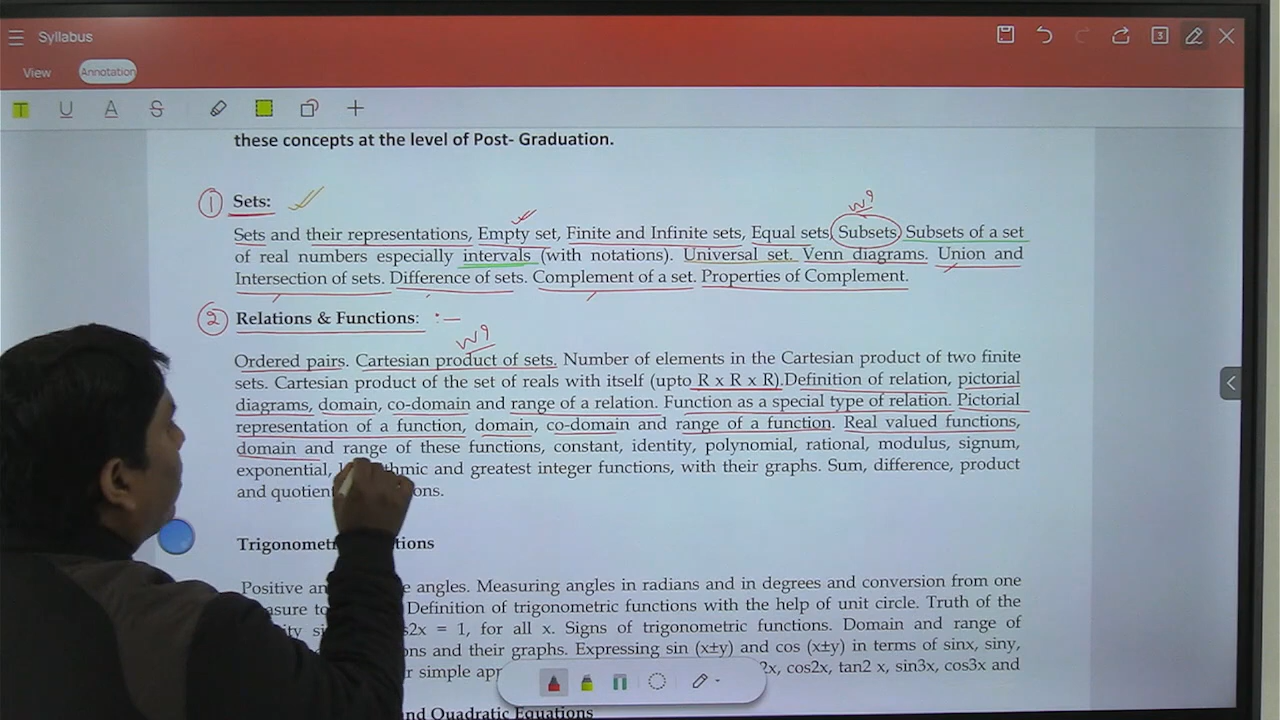 Syllabus
View Annotation
T U A S
3
these concepts at the level of Post- Graduation.
1 Sets:
Sets and their representations, Empty set, Finite and Infinite sets, Equal sets, Subsets Subsets of a set
of real numbers especially intervals (with notations). Universal set. Venn diagrams. Union and
Intersection of sets. Difference of sets. Complement of a set. Properties of Complement.
2 Relations & Functions: :—
Ordered pairs. Cartesian product of sets. Number of elements in the Cartesian product of two finite
sets. Cartesian product of the set of reals with itself (upto R x R x R).Definition of relation, pictorial
diagrams, domain, co-domain and range of a relation. Function as a special type of relation. Pictorial
representation of a function, domain, co-domain and range of a function. Real valued functions,
domain and range of these functions, constant, identity, polynomial, rational, modulus, signum,
exponential, and greatest integer functions, with their graphs. Sum, difference, product
and
Positive angles. Measuring angles in radians and in degrees and conversion from one
Definition of trigonometric functions with the help of unit circle. Truth of the
= 1, for all x. Signs of trigonometric functions. Domain and range of
and their graphs. Expressing sin (x±y) and cos (x±y) in terms of sinx, siny,
simple cos2x, tan2 x, sin3x, cos3x and
and Quadratic Equations